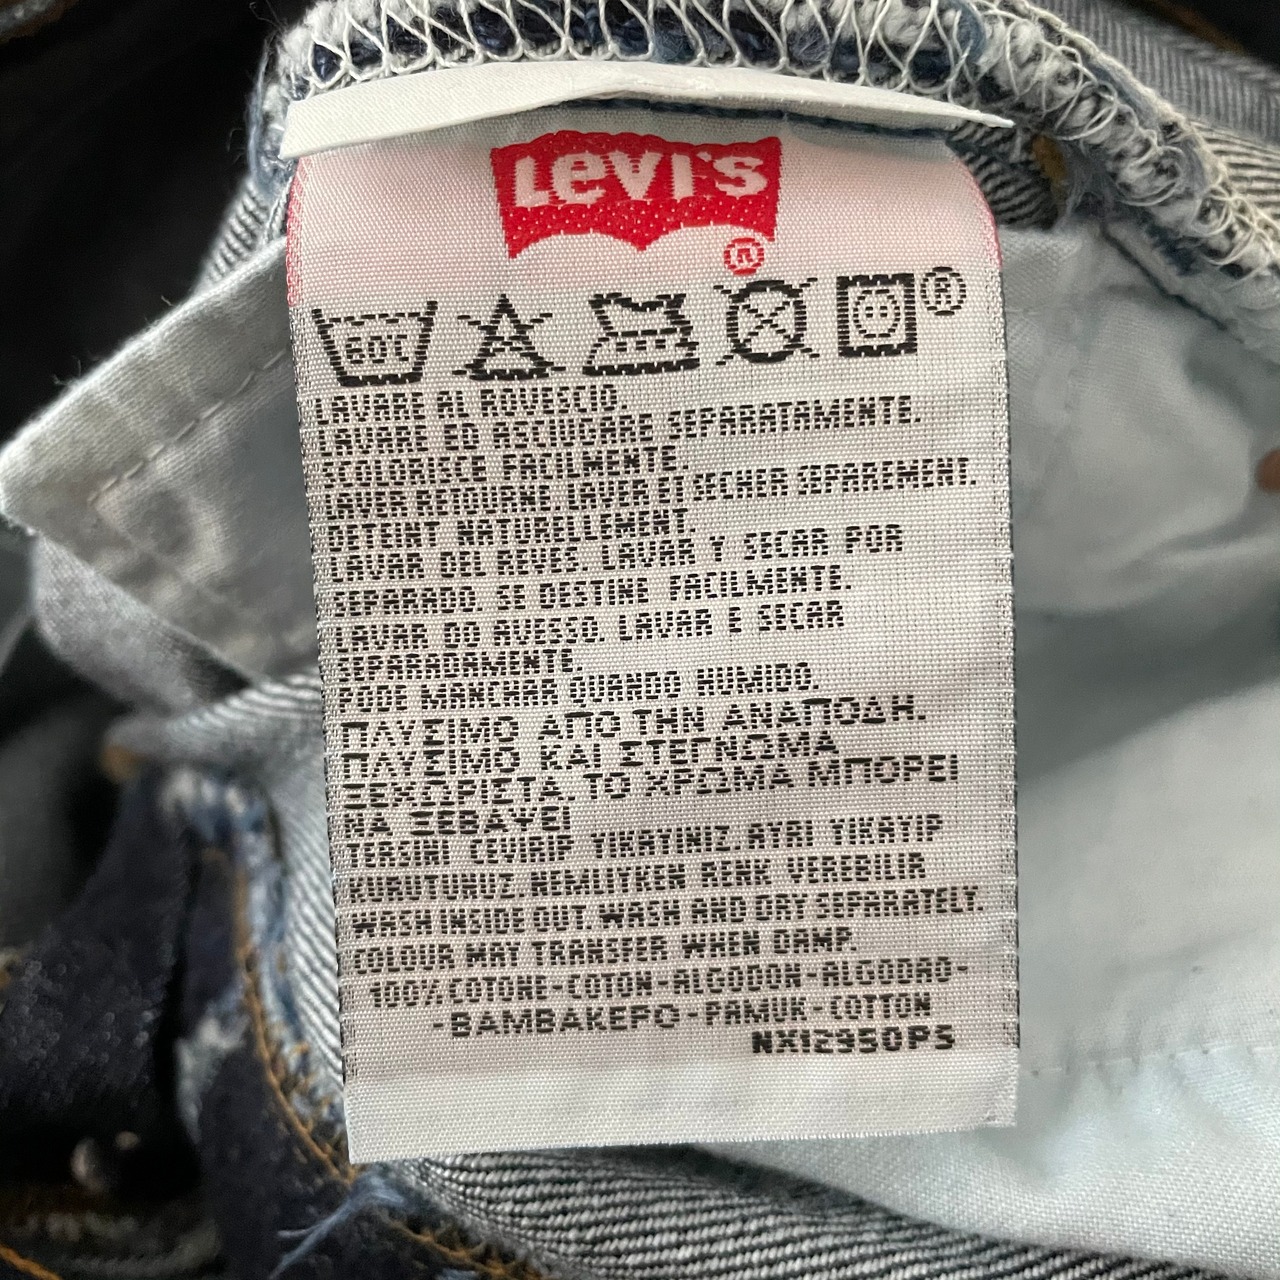 LEVI'S
®
60°C
®
LAVARE AL ROVESCIO.
LAVARE ED ASCIUGARE SEPARATAMENTE.
SCOLORISCE FACILMENTE.
LAVER RETOURNE. LAVER ET SECHER SEPAREMENT.
DETEINT NATURELLEMENT.
LAVAR DEL REVES. LAVAR Y SECAR POR
SEPARADO. SE DESTINE FACILMENTE.
LAVAR DO AVESSO. LAVAR E SECAR
SEPARADAMENTE.
PODE MANCHAR QUANDO HUMIDO.
ΠΛΥΣΙΜΟ ΑΠΟ ΤΗΝ ΑΝΑΠΟΔΗ.
ΠΛΥΣΙΜΟ ΚΑΙ ΣΤΕΓΝΩΜΑ
ΞΕΧΩΡΙΣΤΑ. ΤΟ ΧΡΩΜΑ ΜΠΟΡΕΙ
ΝΑ ΞΕΒΑΨΕΙ
TERSINI CEVIRIP YIKAYINIZ. AYRI YIKAYIP
KURUTUNUZ. NEMLIYKEN RENK VEREBILIR
WASH INSIDE OUT. WASH AND DRY SEPARATELY.
COLOUR MAY TRANSFER WHEN DAMP.
100% COTONE-COTON-ALGODON-ALGODAO-
-ΒΑΜΒΑΚΕΡΟ-PAMUK-COTTON
NX12950P5